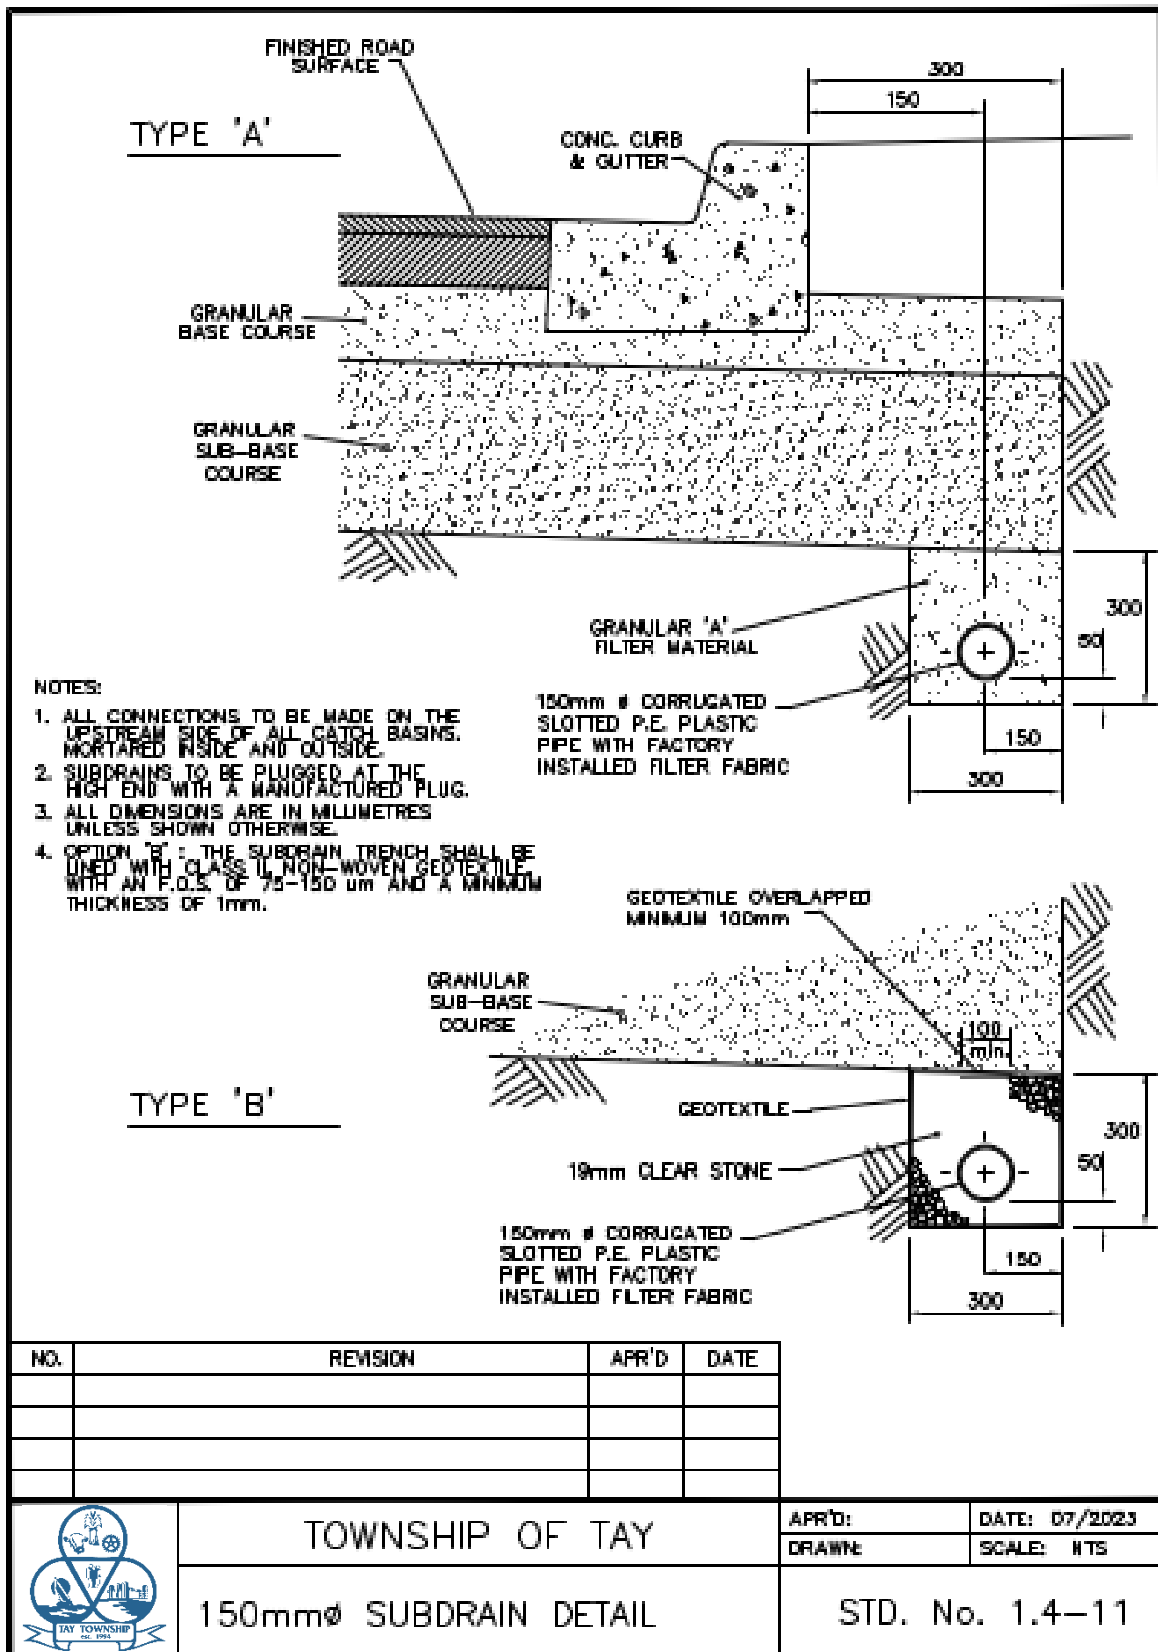 FINISHED ROAD
SURFACE
300
150
TYPE 'A'
CONC. CURB
& GUTTER
GRANULAR
BASE COURSE
GRANULAR
SUB-BASE
COURSE
GRANULAR 'A'
FILTER MATERIAL
300
50
150mm ø CORRUGATED
SLOTTED P.E. PLASTIC
PIPE WITH FACTORY
INSTALLED FILTER FABRIC
150
300
NOTES:
1. ALL CONNECTIONS TO BE MADE ON THE
UPSTREAM SIDE OF ALL CATCH BASINS.
MORTARED INSIDE AND OUTSIDE.
2. SUBDRAINS TO BE PLUGGED AT THE
HIGH END WITH A MANUFACTURED PLUG.
3. ALL DIMENSIONS ARE IN MILLIMETRES
UNLESS SHOWN OTHERWISE.
4. OPTION 'B' : THE SUBDRAIN TRENCH SHALL BE
LINED WITH CLASS II, NON-WOVEN GEOTEXTILE,
WITH AN F.O.S. OF 75-150 um AND A MINIMUM
THICKNESS OF 1mm.
GEOTEXTILE OVERLAPPED
MINIMUM 100mm
GRANULAR
SUB-BASE
COURSE
100
min.
TYPE 'B'
GEOTEXTILE
300
50
19mm CLEAR STONE
150mm ø CORRUGATED
SLOTTED P.E. PLASTIC
PIPE WITH FACTORY
INSTALLED FILTER FABRIC
150
300
NO. REVISION APR'D DATE
TOWNSHIP OF TAY
APR'D: DATE: 07/2023
DRAWN: SCALE: NTS
150mmø SUBDRAIN DETAIL
STD. No. 1.4-11
TAY TOWNSHIP
est. 1994